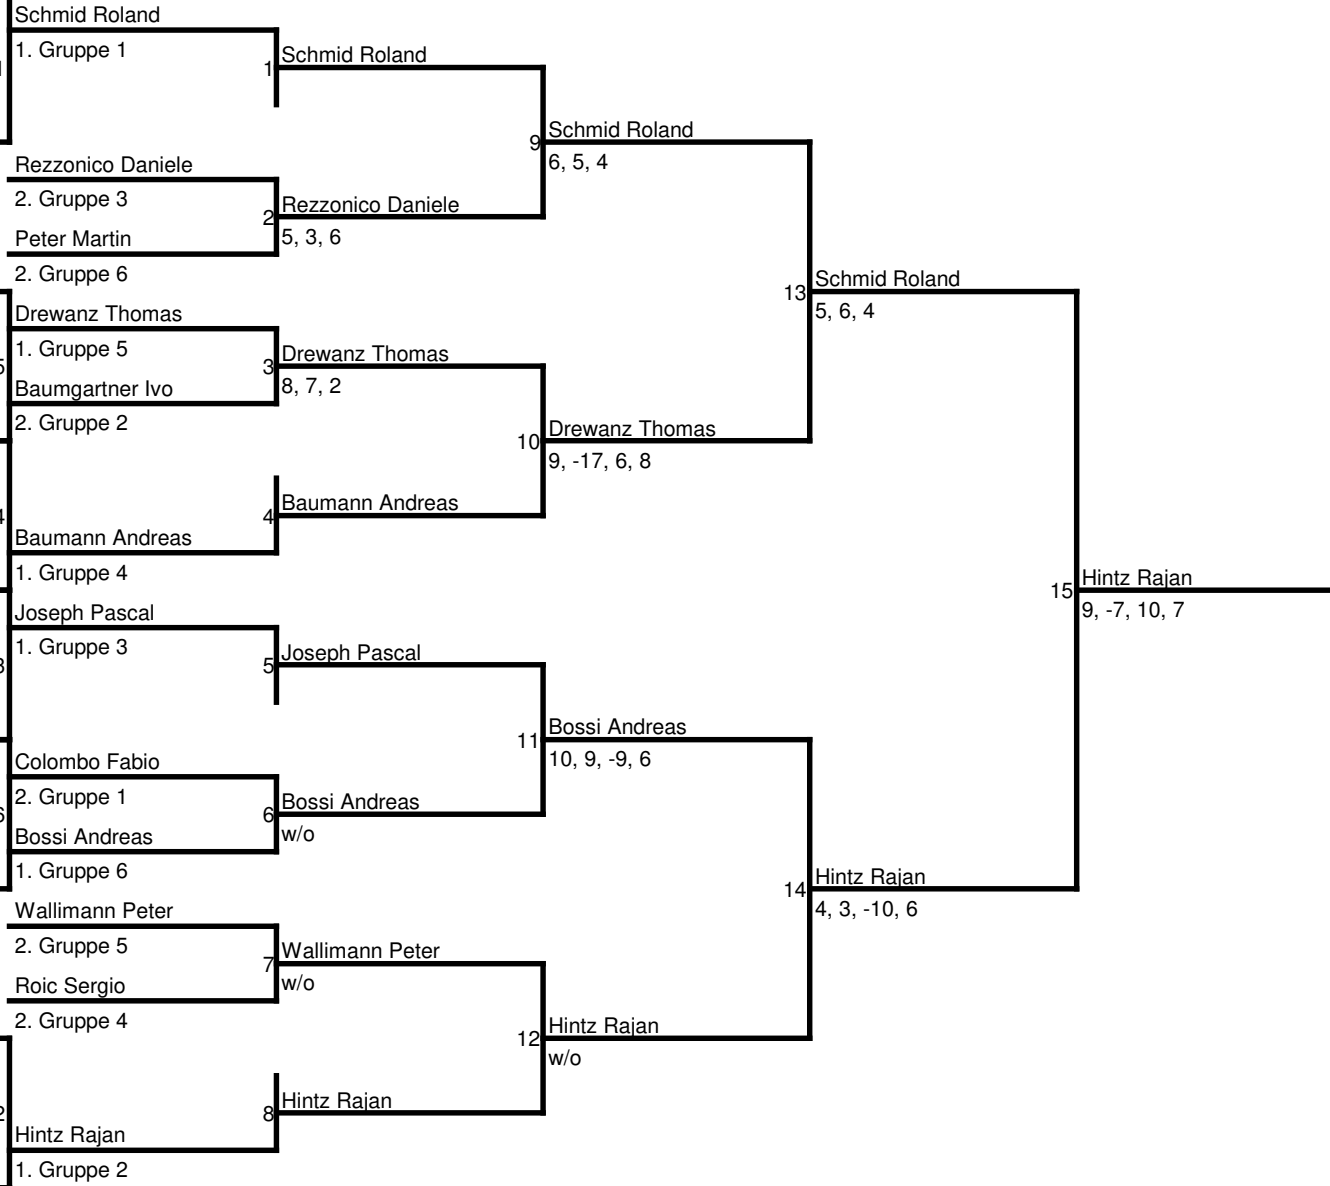 Schmid Roland
1. Gruppe 1
1 Schmid Roland
9 Schmid Roland
6, 5, 4
Rezzonico Daniele
2. Gruppe 3
2 Rezzonico Daniele
5, 3, 6
Peter Martin
2. Gruppe 6
13 Schmid Roland
5, 6, 4
Drewanz Thomas
1. Gruppe 5
3 Drewanz Thomas
8, 7, 2
Baumgartner Ivo
2. Gruppe 2
10 Drewanz Thomas
9, -17, 6, 8
4 Baumann Andreas
Baumann Andreas
1. Gruppe 4
15 Hintz Rajan
9, -7, 10, 7
Joseph Pascal
1. Gruppe 3
5 Joseph Pascal
11 Bossi Andreas
10, 9, -9, 6
Colombo Fabio
2. Gruppe 1
6 Bossi Andreas
w/o
Bossi Andreas
1. Gruppe 6
14 Hintz Rajan
4, 3, -10, 6
Wallimann Peter
2. Gruppe 5
7 Wallimann Peter
w/o
Roic Sergio
2. Gruppe 4
12 Hintz Rajan
w/o
8 Hintz Rajan
Hintz Rajan
1. Gruppe 2